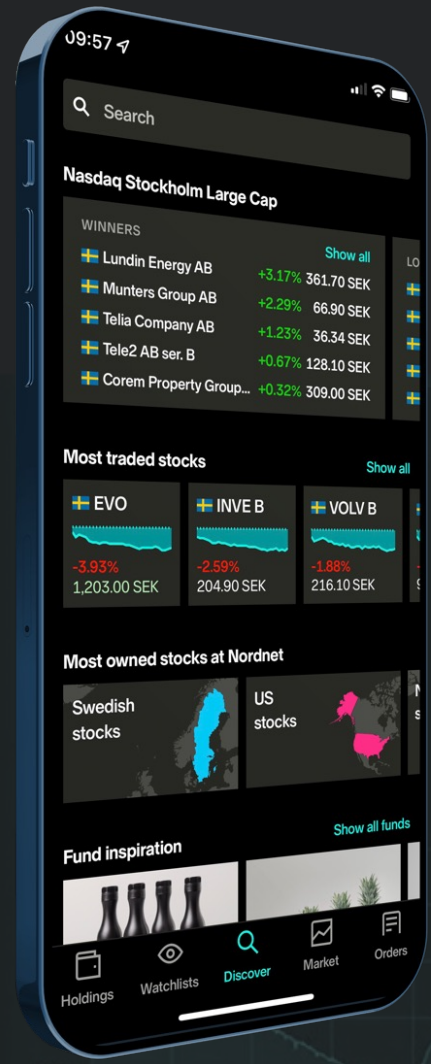 09:57
Search
Nasdaq Stockholm Large Cap
WINNERS
Show all
Lundin Energy AB +3.17% 361.70 SEK
Munters Group AB +2.29% 66.90 SEK
Telia Company AB +1.23% 36.34 SEK
Tele2 AB ser. B +0.67% 128.10 SEK
Corem Property Group... +0.32% 309.00 SEK
LO
Most traded stocks Show all
EVO INVE B VOLV B
-3.93% -2.59% -1.88%
1,203.00 SEK 204.90 SEK 216.10 SEK
Most owned stocks at Nordnet
Swedish US
stocks stocks
Fund inspiration Show all funds
Holdings Watchlists Discover Market Orders